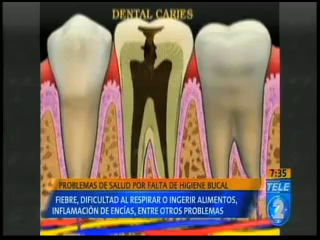 DENTAL CARIES
7:35
PROBLEMAS DE SALUD POR FALTA DE HIGIENE BUCAL
TELE
2
FIEBRE, DIFICULTAD AL RESPIRAR O INGERIR ALIMENTOS,
INFLAMACIÓN DE ENCÍAS, ENTRE OTROS PROBLEMAS